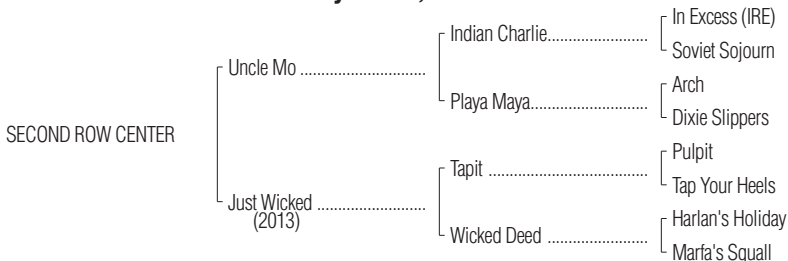 In Excess (IRE)
Indian Charlie
Soviet Sojourn
Uncle Mo
Arch
Playa Maya
Dixie Slippers
SECOND ROW CENTER
Pulpit
Tapit
Tap Your Heels
Just Wicked
(2013)
Harlan's Holiday
Wicked Deed
Marfa's Squall